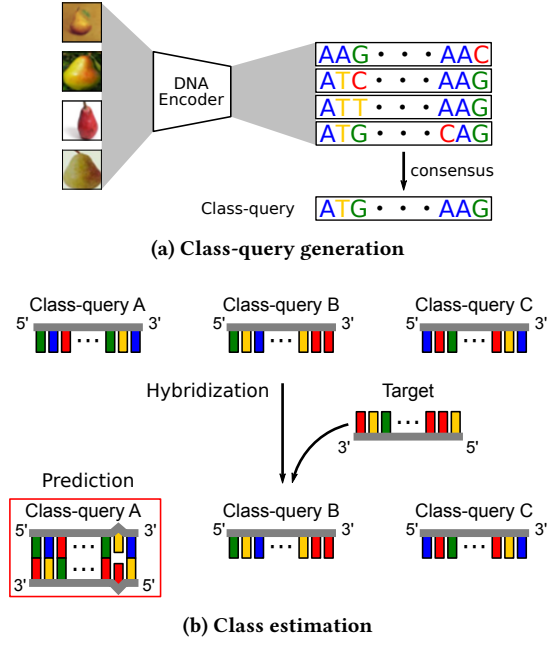 DNA
Encoder
AAG · · · AAC
ATC · · · AAG
ATT · · · AAG
ATG · · · CAG
consensus
Class-query ATG · · · AAG
(a) Class-query generation
Class-query A Class-query B Class-query C
5' 3' 5' 3' 5' 3'
···  ···  ···
Hybridization Target
···
3' 5'
Prediction
Class-query A Class-query B Class-query C
5' 3' 5' 3' 5' 3'
··· ··· ···
···
3' 5'
(b) Class estimation